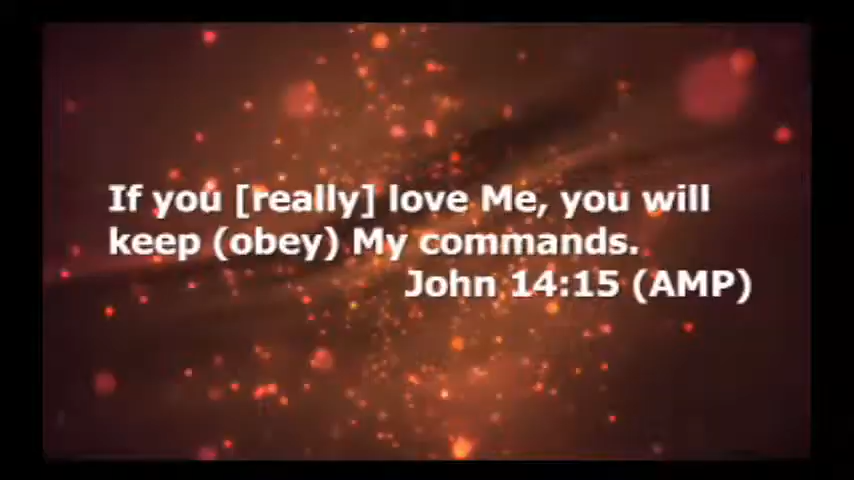 If you [really] love Me, you will
keep (obey) My commands.
John 14:15 (AMP)